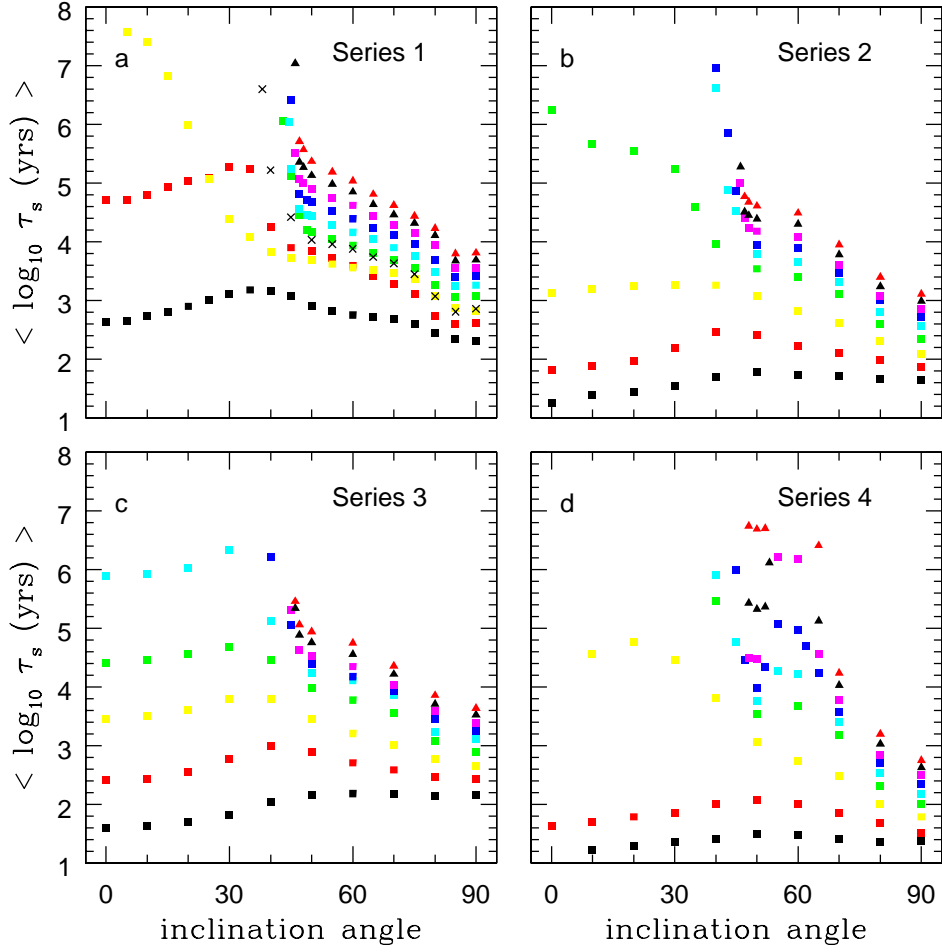 8
a
Series 1
b
Series 2
7
6
5
4
3
2
1
< log10 τs (yrs) >
8
c
Series 3
d
Series 4
7
6
5
4
3
2
1
< log10 τs (yrs) >
0 30 60 90 0 30 60 90
inclination angle inclination angle